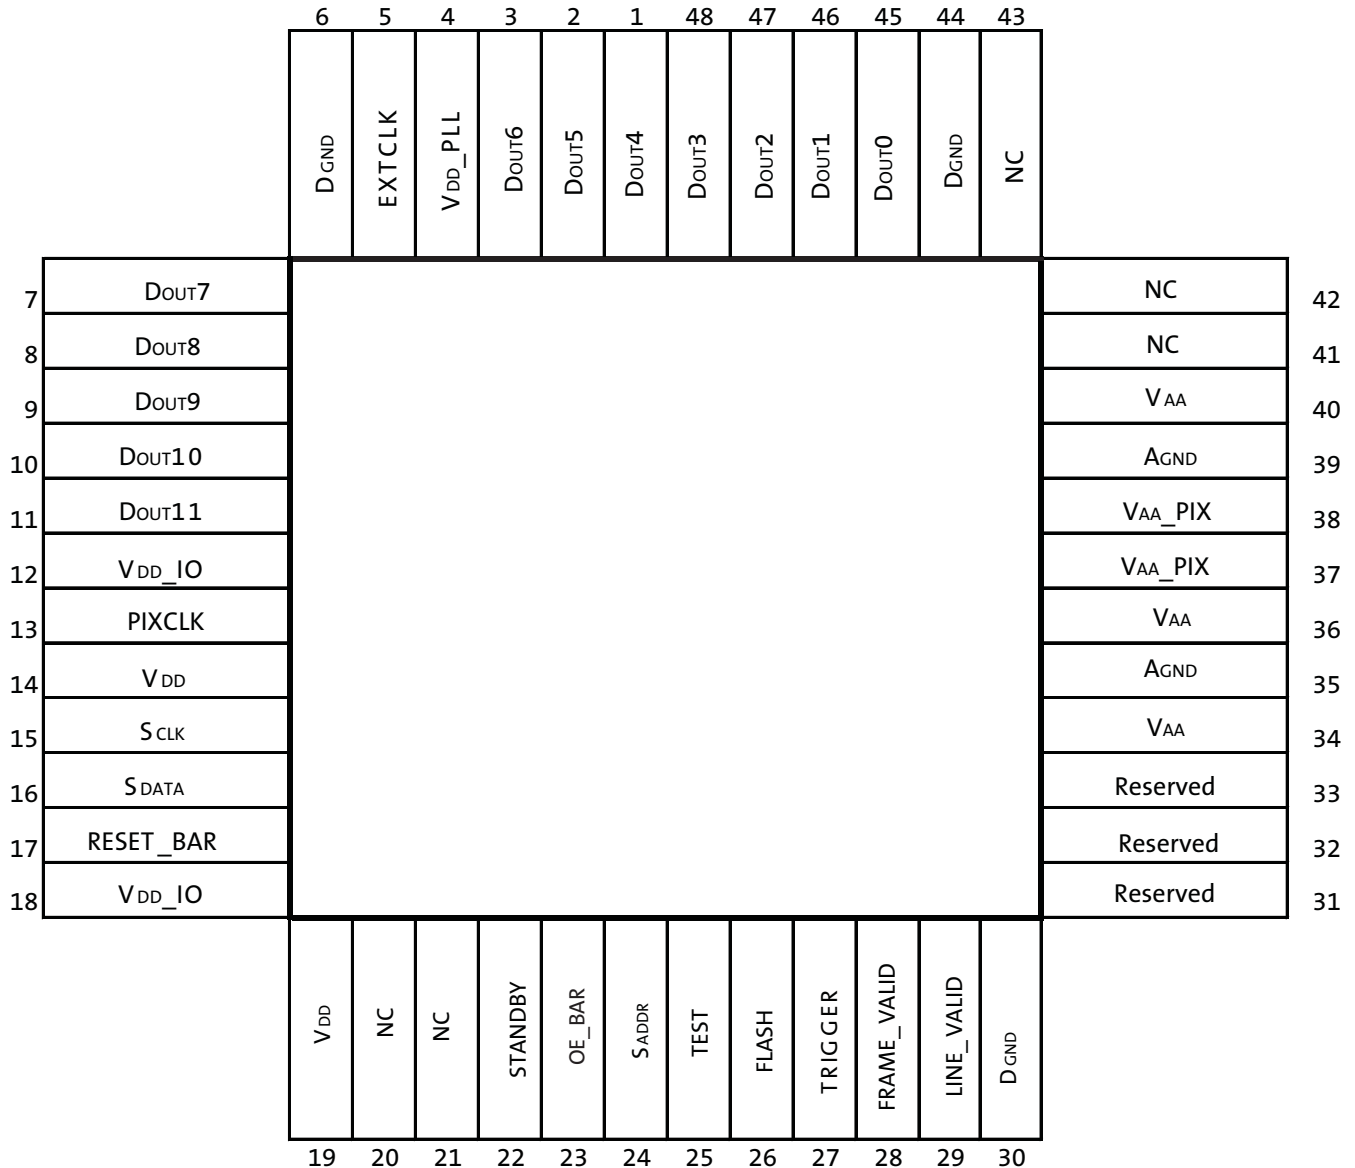 6 5 4 3 2 1 48 47 46 45 44 43
DGND
EXTCLK
VDD_PLL
DOUT6
DOUT5
DOUT4
DOUT3
DOUT2
DOUT1
DOUT0
DGND
NC
7 DOUT7
8 DOUT8
9 DOUT9
10 DOUT10
11 DOUT11
12 VDD_IO
13 PIXCLK
14 VDD
15 SCLK
16 SDATA
17 RESET_BAR
18 VDD_IO
NC 42
NC 41
VAA 40
AGND 39
VAA_PIX 38
VAA_PIX 37
VAA 36
AGND 35
VAA 34
Reserved 33
Reserved 32
Reserved 31
VDD
NC
NC
STANDBY
OE_BAR
SADDR
TEST
FLASH
TRIGGER
FRAME_VALID
LINE_VALID
DGND
19 20 21 22 23 24 25 26 27 28 29 30